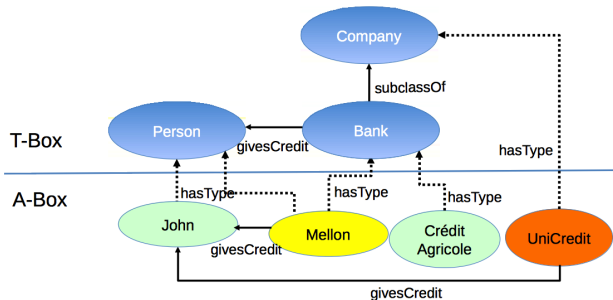 Company
subclassOf
T-Box
Person
givesCredit
Bank
hasType
A-Box
hasType
hasType
hasType
John
givesCredit
Mellon
Crédit
Agricole
UniCredit
givesCredit